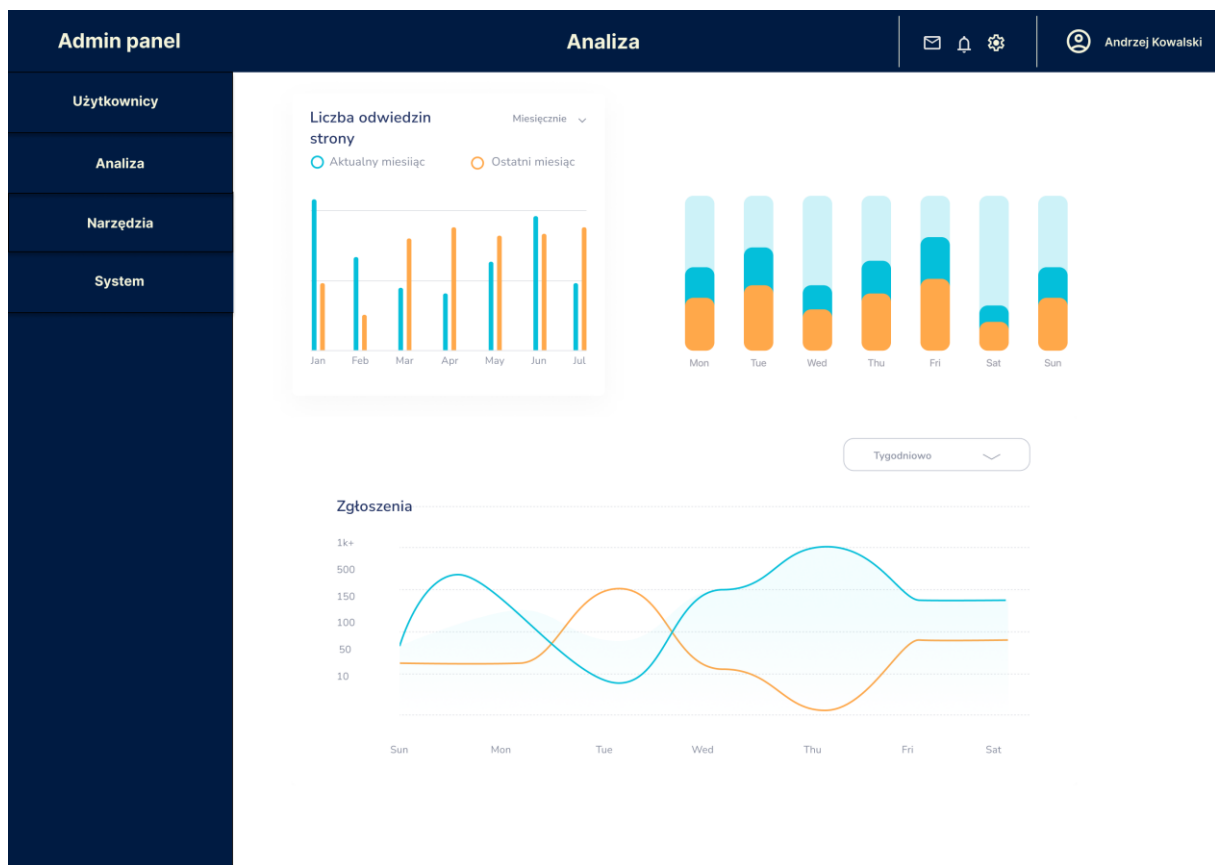 Admin panel
Analiza
Andrzej Kowalski
Użytkownicy
Analiza
Narzędzia
System
Liczba odwiedzin
strony
Miesięcznie
Aktualny miesiiąc
Ostatni miesiąc
Jan Feb Mar Apr May Jun Jul
Mon Tue Wed Thu Fri Sat Sun
Tygodniowo
Zgłoszenia
1k+
500
150
100
50
10
Sun Mon Tue Wed Thu Fri Sat